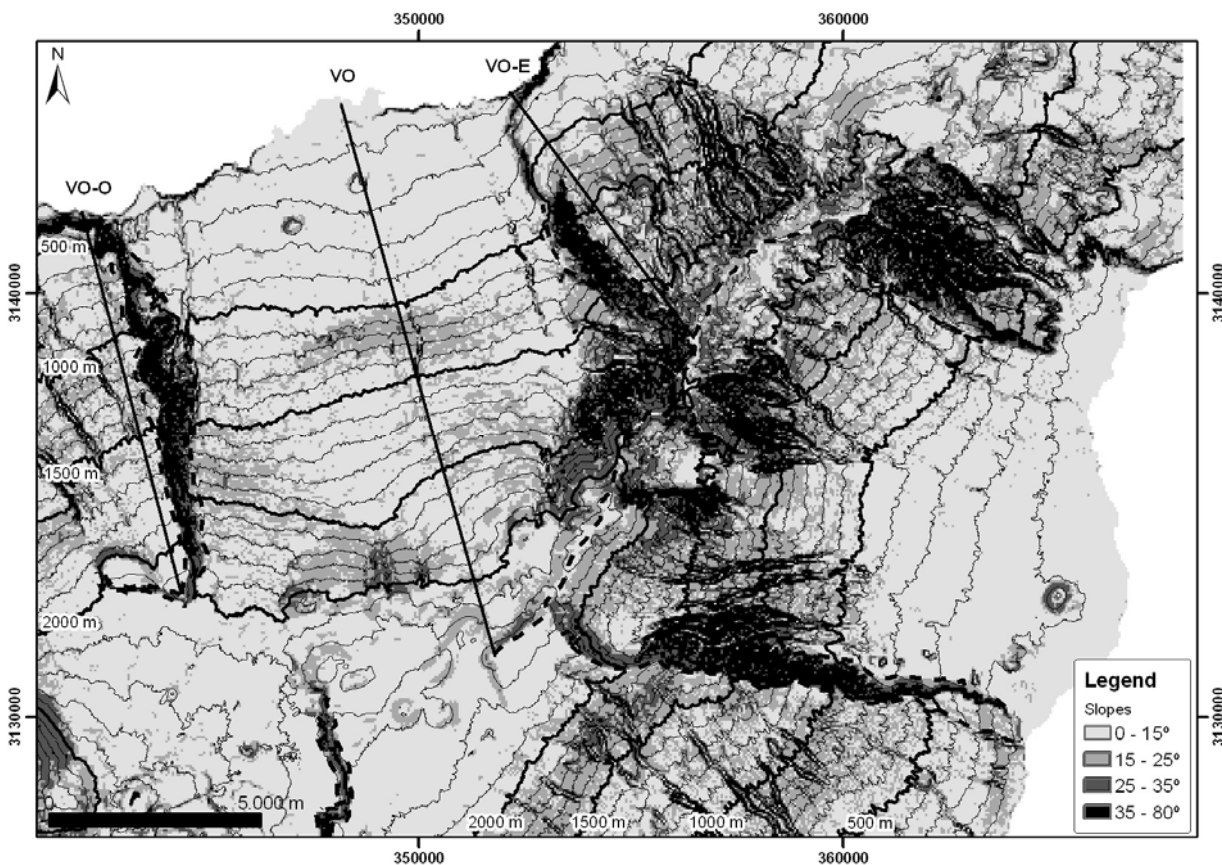 350000
360000
N
VO
VO-E
VO-O
500 m
3140000
3140000
1000 m
1500 m
2000 m
3130000
3130000
Legend
Slopes
0 - 15º
15 - 25º
25 - 35º
35 - 80º
0
5.000 m
2000 m
1500 m
1000 m
500 m
350000
360000